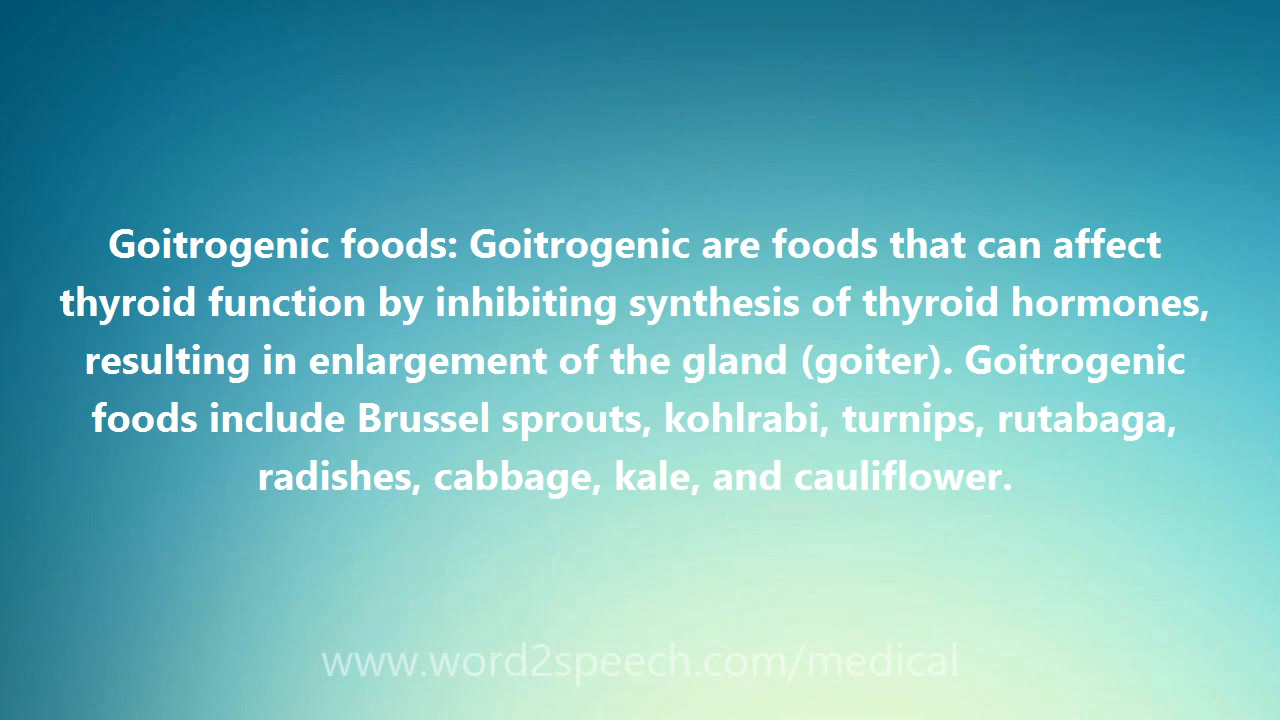 Goitrogenic foods: Goitrogenic are foods that can affect
thyroid function by inhibiting synthesis of thyroid hormones,
resulting in enlargement of the gland (goiter). Goitrogenic
foods include Brussel sprouts, kohlrabi, turnips, rutabaga,
radishes, cabbage, kale, and cauliflower.
www.word2speech.com/medical